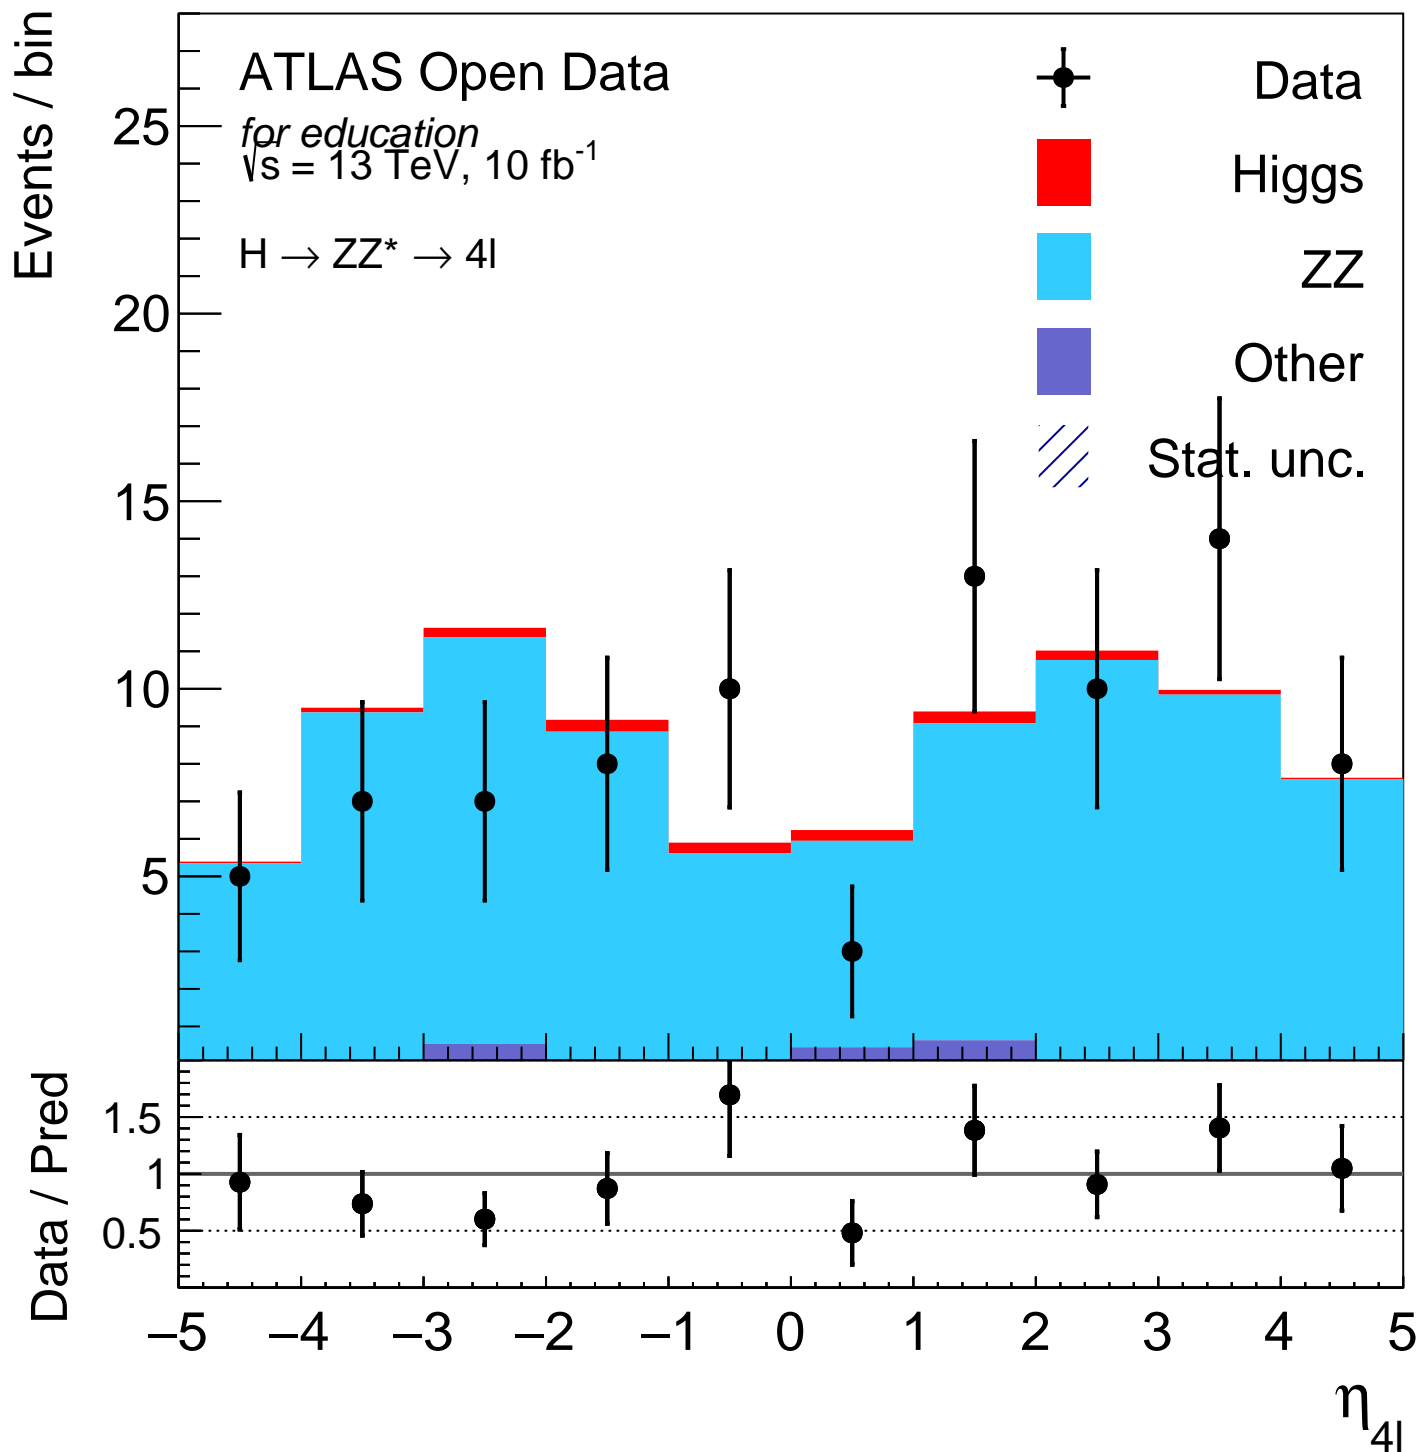 Events / bin
ATLAS Open Data
for education
√s = 13 TeV, 10 fb⁻¹
H → ZZ* → 4l
Data
Higgs
ZZ
Other
Stat. unc.
25
20
15
10
5
Data / Pred
1.5
1
0.5
–5 –4 –3 –2 –1 0 1 2 3 4 5
η4l